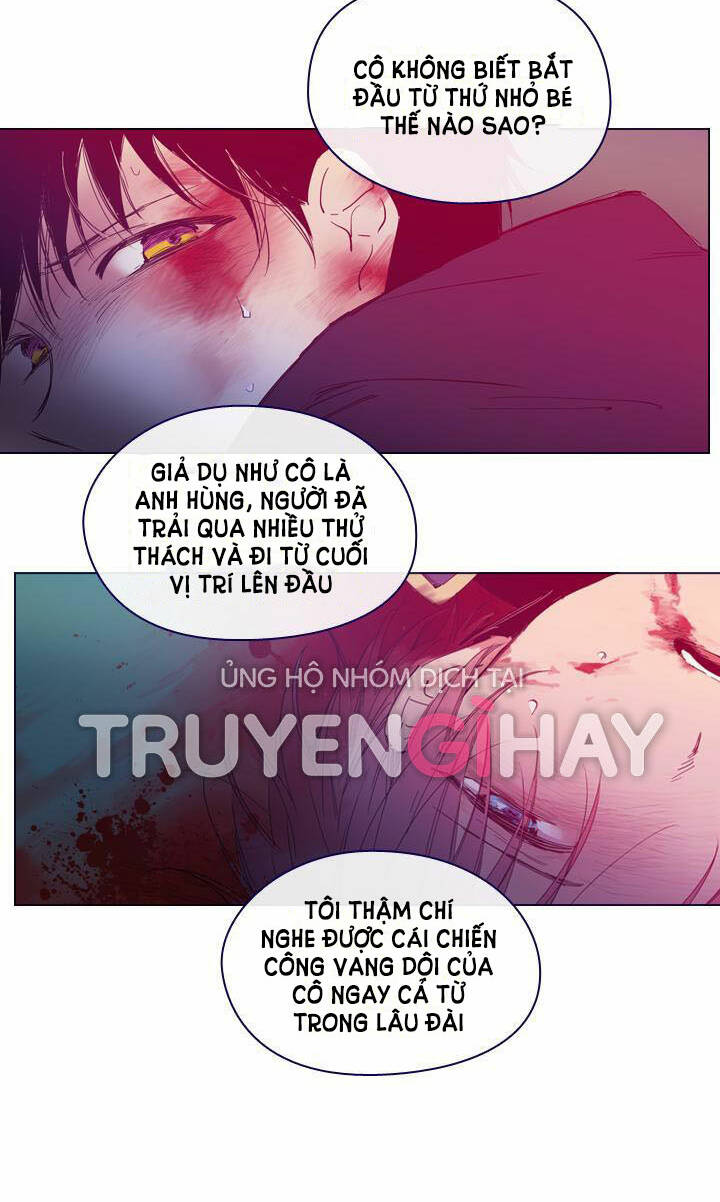 CÔ KHÔNG BIẾT BẮT
ĐẦU TỪ THỨ NHỎ BÉ
THẾ NÀO SAO?
GIẢ DỤ NHƯ CÔ LÀ
ANH HÙNG, NGƯỜI ĐÃ
TRẢI QUA NHIỀU THỬ
THÁCH VÀ ĐI TỪ CUỐI
VỊ TRÍ LÊN ĐẦU
ỦNG HỘ NHÓM DỊCH TẠI
TRUYENGIHAY
TÔI THẬM CHÍ
NGHE ĐƯỢC CÁI CHIẾN
CÔNG VANG DỘI CỦA
CÔ NGAY CẢ TỪ
TRONG LÂU ĐÀI